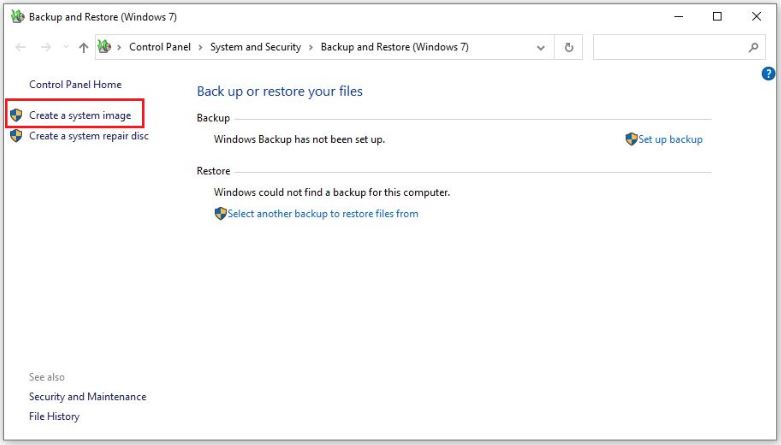 Backup and Restore (Windows 7)
Control Panel > System and Security > Backup and Restore (Windows 7)
Control Panel Home
Create a system image
Create a system repair disc
Back up or restore your files
Backup
Windows Backup has not been set up.
Set up backup
Restore
Windows could not find a backup for this computer.
Select another backup to restore files from
See also
Security and Maintenance
File History